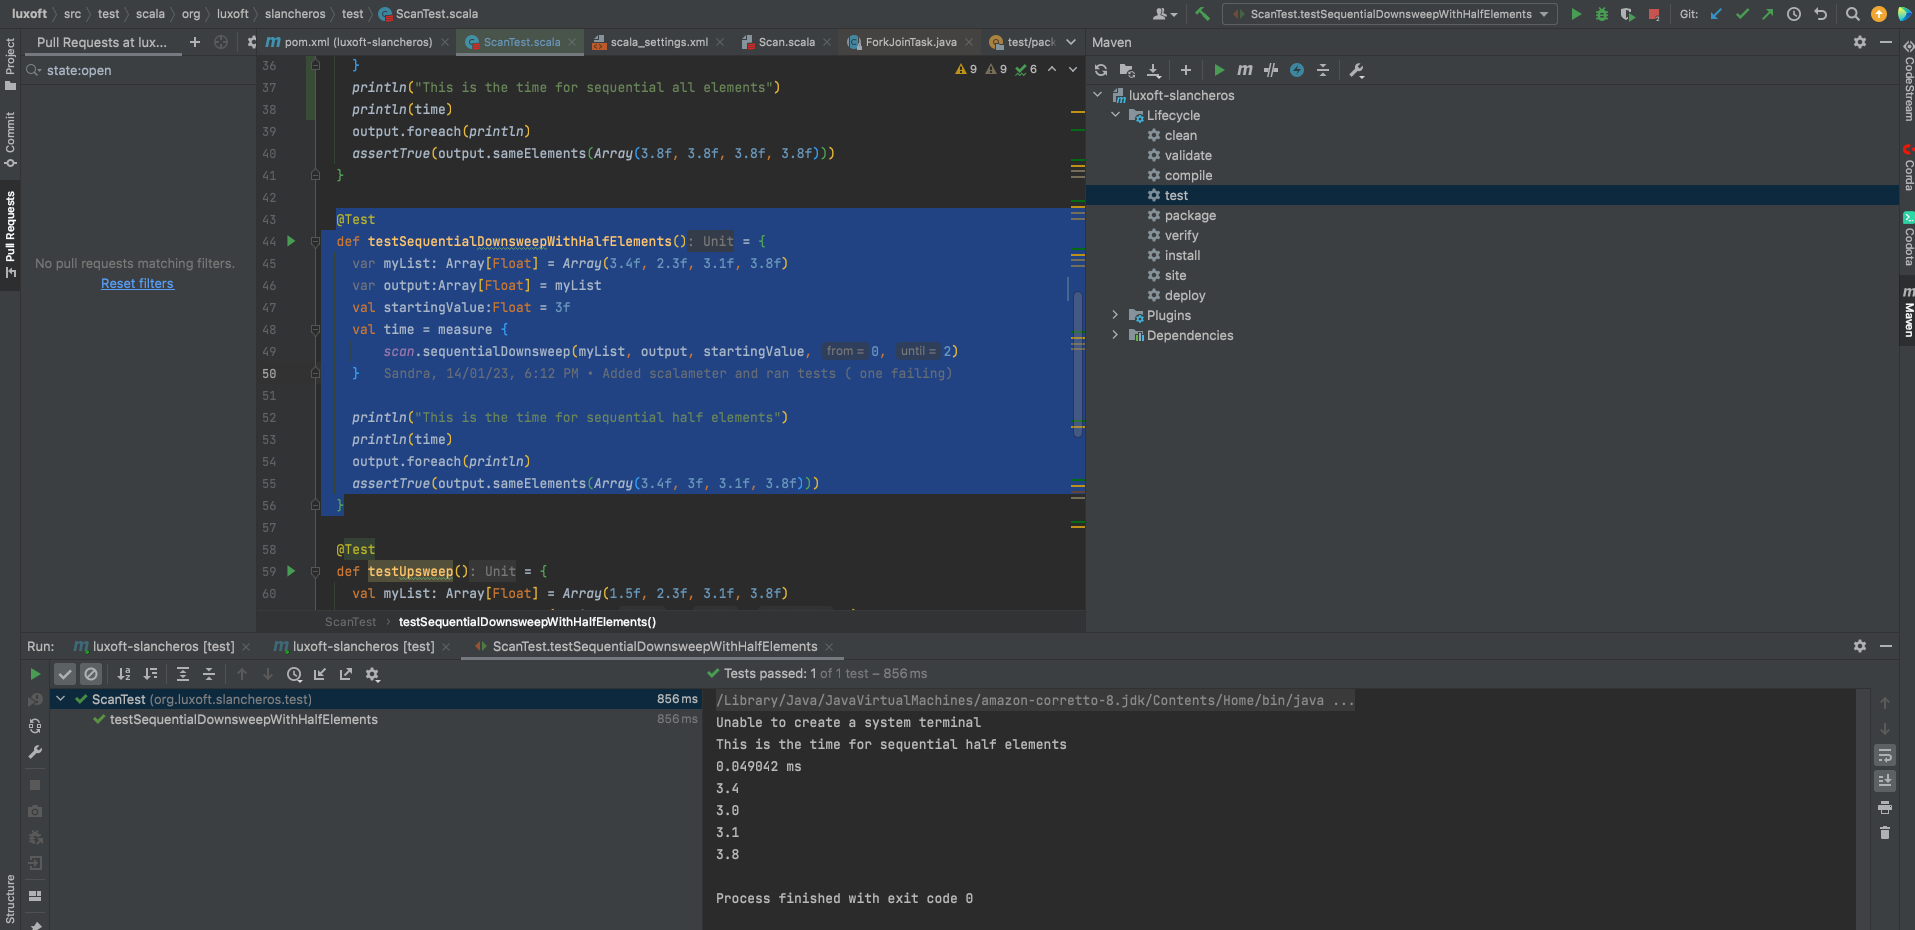 luxoft › src › test › scala › org › luxoft › slancheros › test › ScanTest.scala
ScanTest.testSequentialDownsweepWithHalfElements
Git:
Project
Commit
Pull Requests
Structure
Pull Requests at lux...
state:open
No pull requests matching filters.
Reset filters
pom.xml (luxoft-slancheros)
ScanTest.scala
scala_settings.xml
Scan.scala
ForkJoinTask.java
test/pack
9 9 6
36 }
37 println("This is the time for sequential all elements")
38 println(time)
39 output.foreach(println)
40 assertTrue(output.sameElements(Array(3.8f, 3.8f, 3.8f, 3.8f)))
41 }
42
43 @Test
44 def testSequentialDownsweepWithHalfElements(): Unit = {
45 var myList: Array[Float] = Array(3.4f, 2.3f, 3.1f, 3.8f)
46 var output:Array[Float] = myList
47 val startingValue:Float = 3f
48 val time = measure {
49 scan.sequentialDownsweep(myList, output, startingValue, from = 0, until = 2)
50 } Sandra, 14/01/23, 6:12 PM • Added scalameter and ran tests ( one failing)
51
52 println("This is the time for sequential half elements")
53 println(time)
54 output.foreach(println)
55 assertTrue(output.sameElements(Array(3.4f, 3f, 3.1f, 3.8f)))
56 }
57
58 @Test
59 def testUpsweep(): Unit = {
60 val myList: Array[Float] = Array(1.5f, 2.3f, 3.1f, 3.8f)
ScanTest › testSequentialDownsweepWithHalfElements()
Maven
luxoft-slancheros
Lifecycle
clean
validate
compile
test
package
verify
install
site
deploy
Plugins
Dependencies
CodeStream
Corda
Codota
Maven
Run:
luxoft-slancheros [test]
luxoft-slancheros [test]
ScanTest.testSequentialDownsweepWithHalfElements
Tests passed: 1 of 1 test – 856 ms
ScanTest (org.luxoft.slancheros.test) 856 ms
testSequentialDownsweepWithHalfElements 856 ms
/Library/Java/JavaVirtualMachines/amazon-corretto-8.jdk/Contents/Home/bin/java ...
Unable to create a system terminal
This is the time for sequential half elements
0.049042 ms
3.4
3.0
3.1
3.8
Process finished with exit code 0